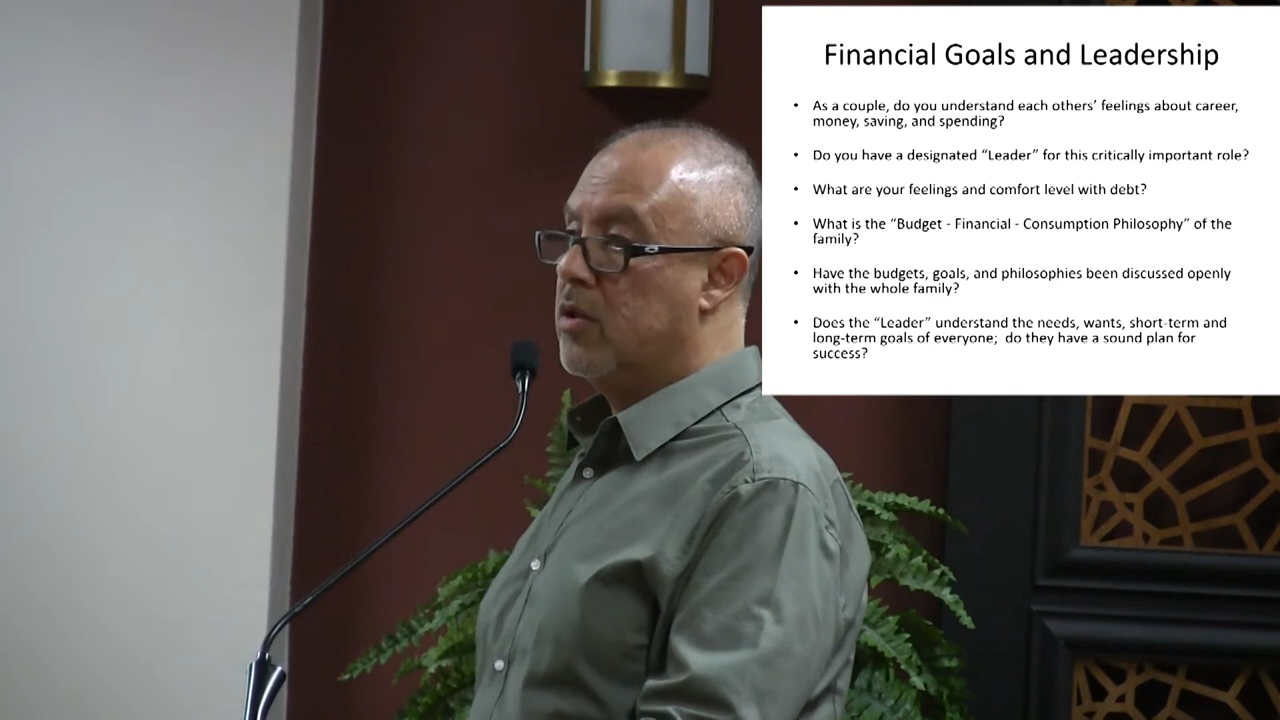 Financial Goals and Leadership
• As a couple, do you understand each others’ feelings about career,
money, saving, and spending?
• Do you have a designated “Leader” for this critically important role?
• What are your feelings and comfort level with debt?
• What is the “Budget - Financial - Consumption Philosophy” of the
family?
• Have the budgets, goals, and philosophies been discussed openly
with the whole family?
• Does the “Leader” understand the needs, wants, short-term and
long-term goals of everyone;  do they have a sound plan for
success?